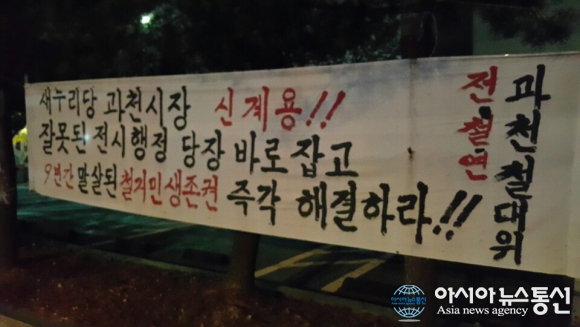 새누리당 과천시장 신계용!!
잘못된 전시행정 당장 바로 잡고
9년간 말살된 철거민생존권 즉각 해결하라!!
전철연
과천철대위
아시아뉴스통신
Asia news agency